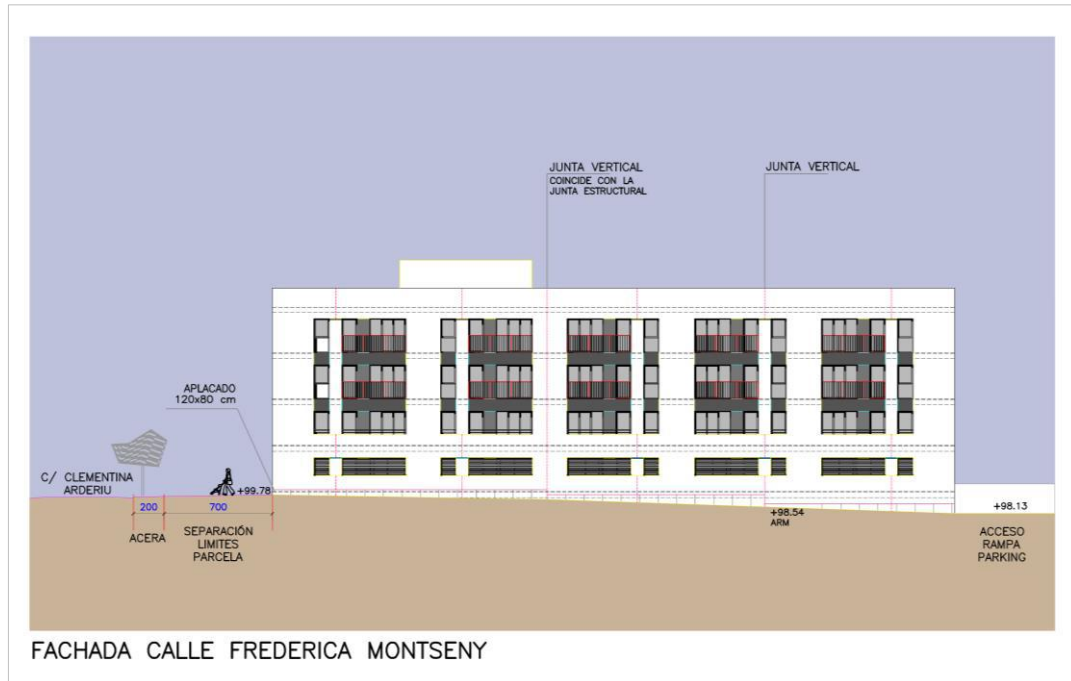 JUNTA VERTICAL
COINCIDE CON LA
JUNTA ESTRUCTURAL
JUNTA VERTICAL
APLACADO
120x80 cm
C/ CLEMENTINA
ARDERIU
+99.78
200
700
ACERA
SEPARACIÓN
LIMITES
PARCELA
+98.54
ARM
+98.13
ACCESO
RAMPA
PARKING
FACHADA CALLE FREDERICA MONTSENY